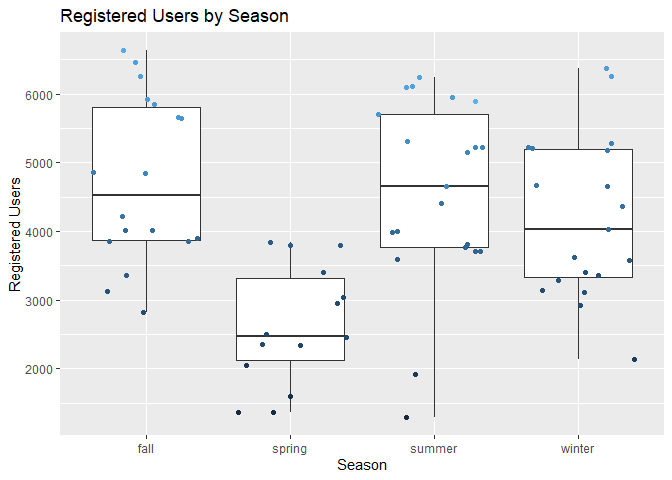 Registered Users by Season
Registered Users
6000
5000
4000
3000
2000
fall spring summer winter
Season